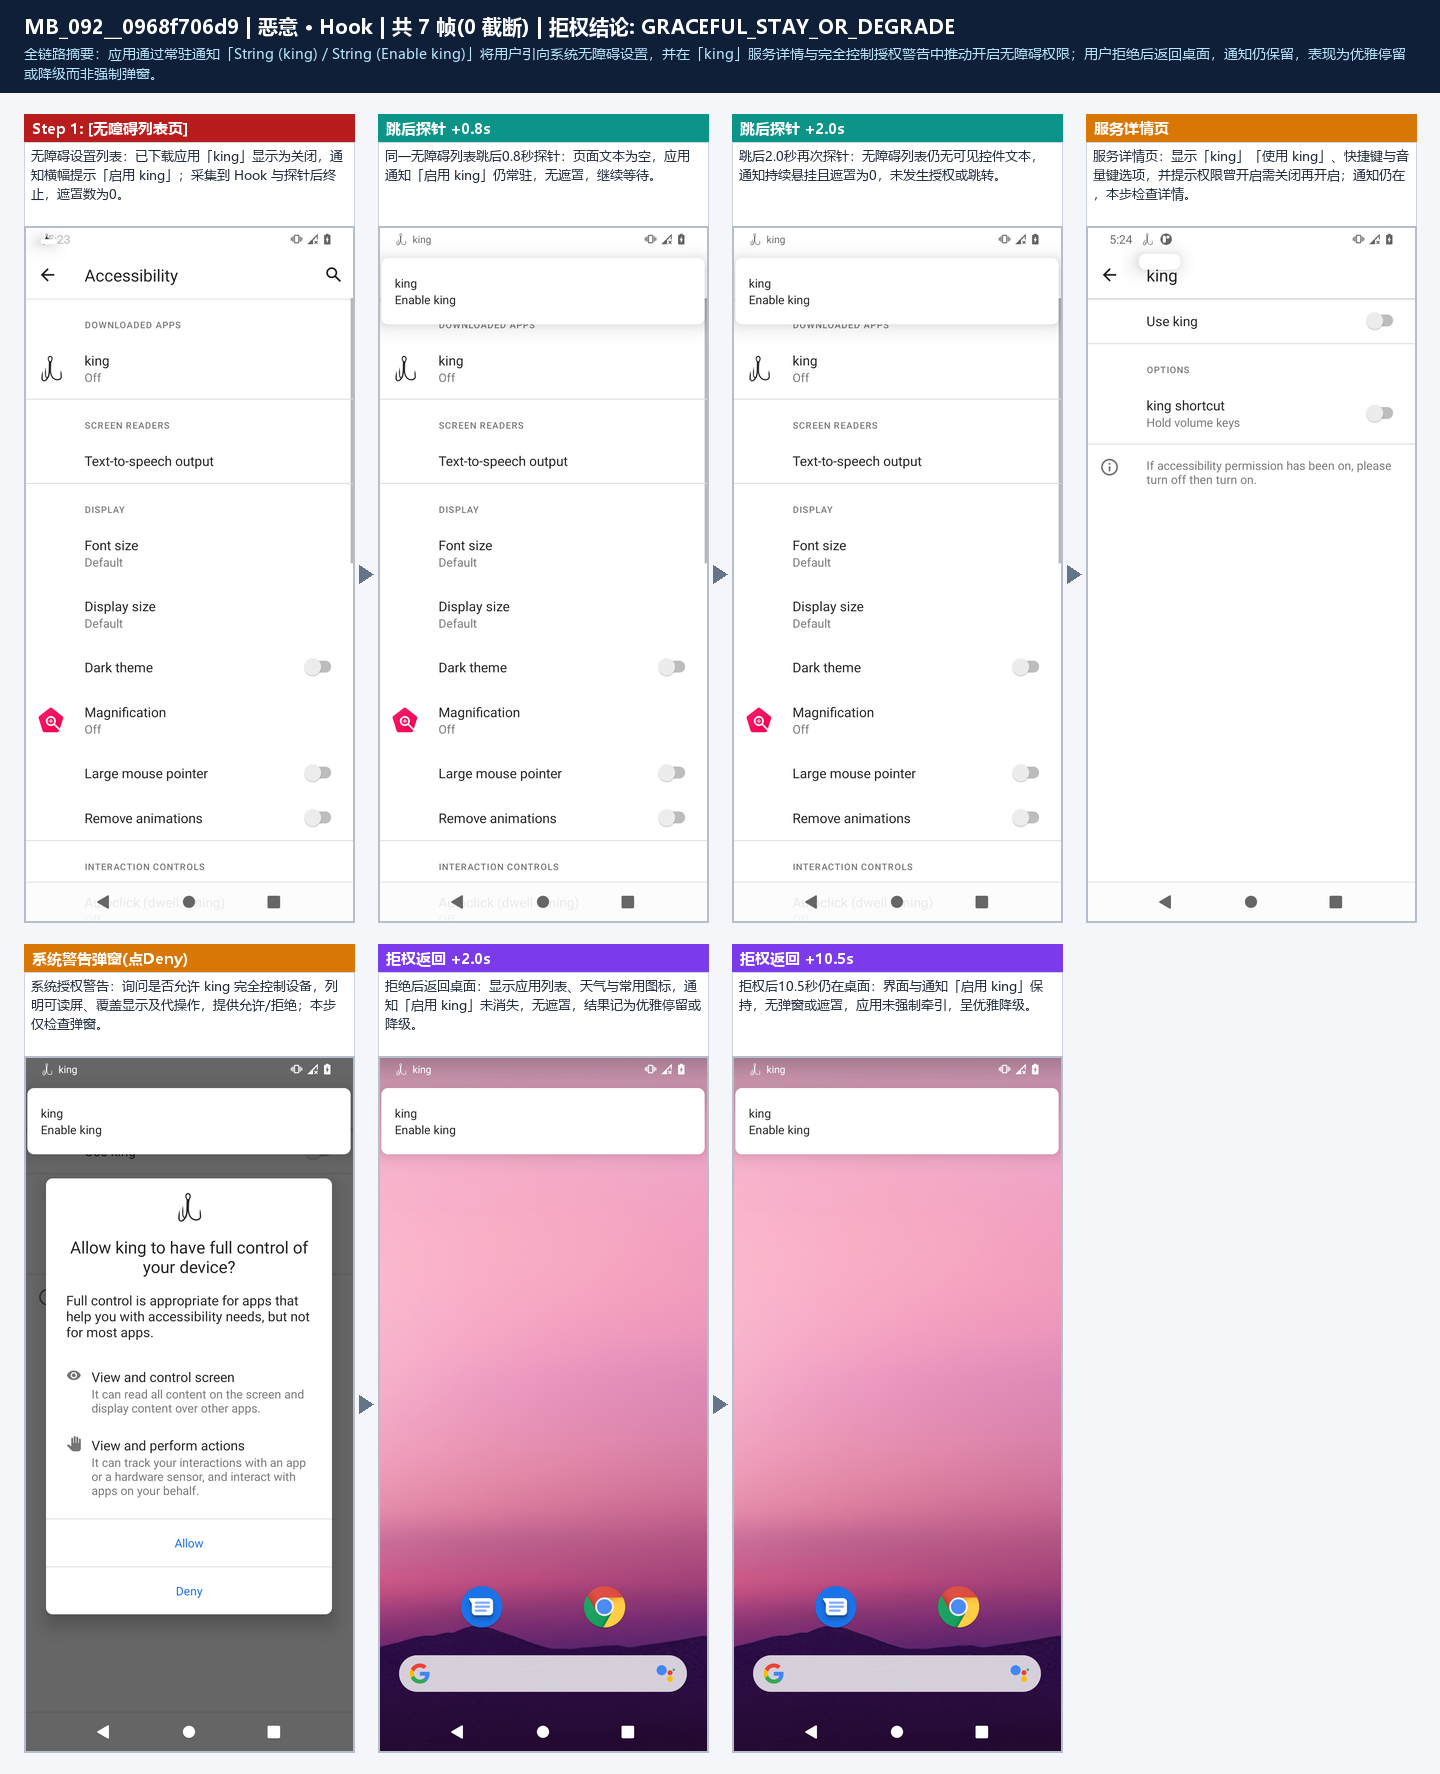 MB_092__0968f706d9 | 恶意 • Hook | 共 7 帧(0 截断) | 拒权结论: GRACEFUL_STAY_OR_DEGRADE
全链路摘要：应用通过常驻通知「String (king) / String (Enable king)」将用户引向系统无障碍设置，并在「king」服务详情与完全控制授权警告中推动开启无障碍权限；用户拒绝后返回桌面，通知仍保留，表现为优雅停留
或降级而非强制弹窗。
Step 1: [无障碍列表页]
无障碍设置列表：已下载应用「king」显示为关闭，通
知横幅提示「启用 king」；采集到 Hook 与探针后终
止，遮罩数为0。
:23
Accessibility
DOWNLOADED APPS
king
Off
SCREEN READERS
Text-to-speech output
DISPLAY
Font size
Default
Display size
Default
Dark theme
Magnification
Off
Large mouse pointer
Remove animations
INTERACTION CONTROLS
跳后探针 +0.8s
同一无障碍列表跳后0.8秒探针：页面文本为空，应用
通知「启用 king」仍常驻，无遮罩，继续等待。
king
king
Enable king
DOWNLOADED APPS
king
Off
SCREEN READERS
Text-to-speech output
DISPLAY
Font size
Default
Display size
Default
Dark theme
Magnification
Off
Large mouse pointer
Remove animations
INTERACTION CONTROLS
跳后探针 +2.0s
跳后2.0秒再次探针：无障碍列表仍无可见控件文本，
通知持续悬挂且遮罩为0，未发生授权或跳转。
king
king
Enable king
DOWNLOADED APPS
king
Off
SCREEN READERS
Text-to-speech output
DISPLAY
Font size
Default
Display size
Default
Dark theme
Magnification
Off
Large mouse pointer
Remove animations
INTERACTION CONTROLS
服务详情页
服务详情页：显示「king」「使用 king」、快捷键与音
量键选项，并提示权限曾开启需关闭再开启；通知仍在
，本步检查详情。
5:24
king
Use king
OPTIONS
king shortcut
Hold volume keys
If accessibility permission has been on, please
turn off then turn on.
系统警告弹窗(点Deny)
系统授权警告：询问是否允许 king 完全控制设备，列
明可读屏、覆盖显示及代操作，提供允许/拒绝；本步
仅检查弹窗。
king
king
Enable king
Use king
Allow king to have full control of
your device?
Full control is appropriate for apps that
help you with accessibility needs, but not
for most apps.
View and control screen
It can read all content on the screen and
display content over other apps.
View and perform actions
It can track your interactions with an app
or a hardware sensor, and interact with
apps on your behalf.
Allow
Deny
拒权返回 +2.0s
拒绝后返回桌面：显示应用列表、天气与常用图标，通
知「启用 king」未消失，无遮罩，结果记为优雅停留或
降级。
king
king
Enable king
拒权返回 +10.5s
拒权后10.5秒仍在桌面：界面与通知「启用 king」保
持，无弹窗或遮罩，应用未强制牵引，呈优雅降级。
king
king
Enable king